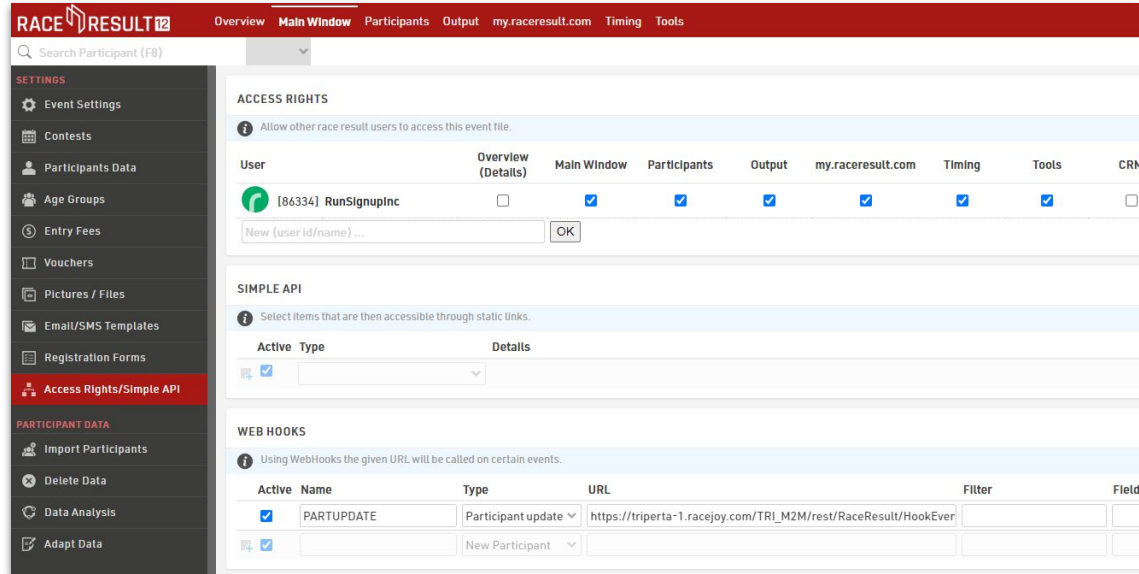 RACE RESULT 12 Overview Main Window Participants Output my.raceresult.com Timing Tools
Search Participant (F8)
SETTINGS
Event Settings
Contests
Participants Data
Age Groups
Entry Fees
Vouchers
Pictures / Files
Email/SMS Templates
Registration Forms
Access Rights/Simple API
PARTICIPANT DATA
Import Participants
Delete Data
Data Analysis
Adapt Data
ACCESS RIGHTS
Allow other race result users to access this event file.
User Overview (Details) Main Window Participants Output my.raceresult.com Timing Tools CRM
[86334] RunSignupInc
New (user id/name) ... OK
SIMPLE API
Select items that are then accessible through static links.
Active Type Details
WEB HOOKS
Using WebHooks the given URL will be called on certain events.
Active Name Type URL Filter Field
PARTUPDATE Participant update https://triperta-1.racejoy.com/TRI_M2M/rest/RaceResult/HookEver
New Participant